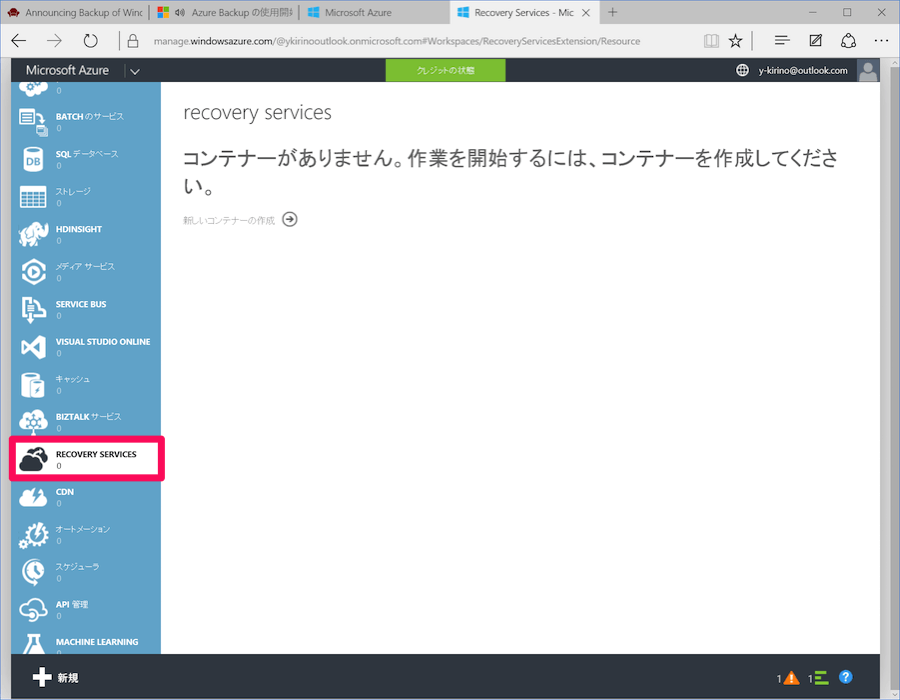 Announcing Backup of Winc
Azure Backup の使用開始
Microsoft Azure
Recovery Services - Mic
manage.windowsazure.com/@ykirinooutlook.onmicrosoft.com#Workspaces/RecoveryServicesExtension/Resource
Microsoft Azure
クレジットの状態
y-kirino@outlook.com
0
BATCH のサービス
0
SQL データベース
0
DB
ストレージ
0
HDINSIGHT
0
メディア サービス
0
SERVICE BUS
0
VISUAL STUDIO ONLINE
0
キャッシュ
0
BIZTALK サービス
0
RECOVERY SERVICES
0
CDN
0
オートメーション
0
スケジューラ
0
API 管理
0
MACHINE LEARNING
0
recovery services
コンテナーがありません。作業を開始するには、コンテナーを作成してくださ
い。
新しいコンテナーの作成
新規
1
1
?